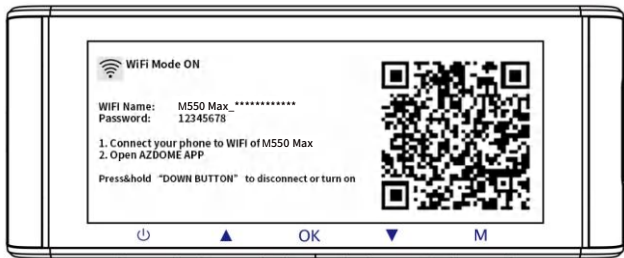 WiFi Mode ON
WIFI Name: M550 Max_************
Password: 12345678
1. Connect your phone to WIFI of M550 Max
2. Open AZDOME APP
Press&hold “DOWN BUTTON” to disconnect or turn on
OK M